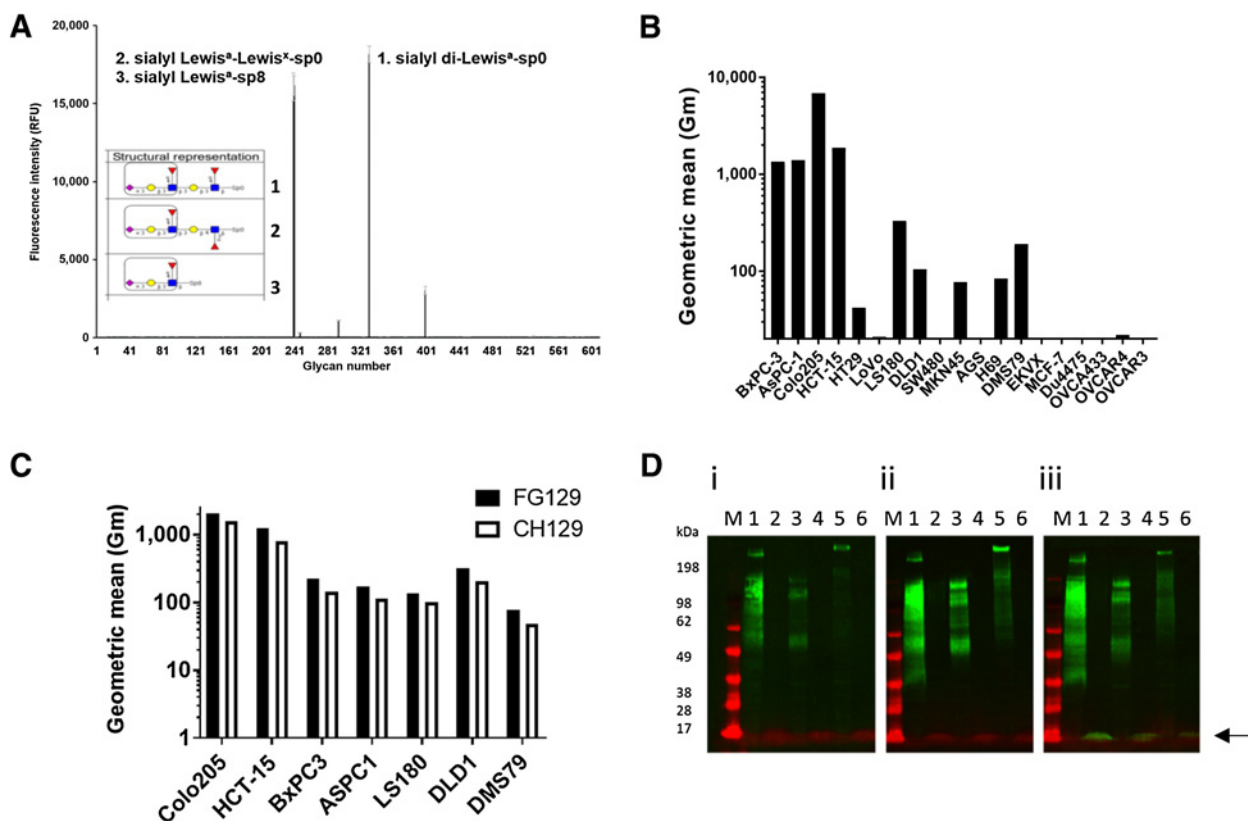 A
20,000
15,000
10,000
5,000
0
Fluorescence intensity (RFU)
2. sialyl Lewisᵃ-Lewisˣ-sp0
3. sialyl Lewisᵃ-sp8
1. sialyl di-Lewisᵃ-sp0
Structural representation
1
2
3
1 41 81 121 161 201 241 281 321 361 401 441 481 521 561 601
Glycan number
B
Geometric mean (Gm)
10,000
1,000
100
BxPC-3
AsPC-1
Colo205
HCT-15
HT29
LoVo
LS180
DLD1
SW480
MKN45
AGS
H69
DMS79
EKVX
MCF-7
Du4475
OVCA433
OVCAR4
OVCAR3
C
Geometric mean (Gm)
1,000
100
10
1
FG129
CH129
Colo205
HCT-15
BxPC3
ASPC1
LS180
DLD1
DMS79
D
i ii iii
M 1 2 3 4 5 6 M 1 2 3 4 5 6 M 1 2 3 4 5 6
kDa
198
98
62
49
38
28
17